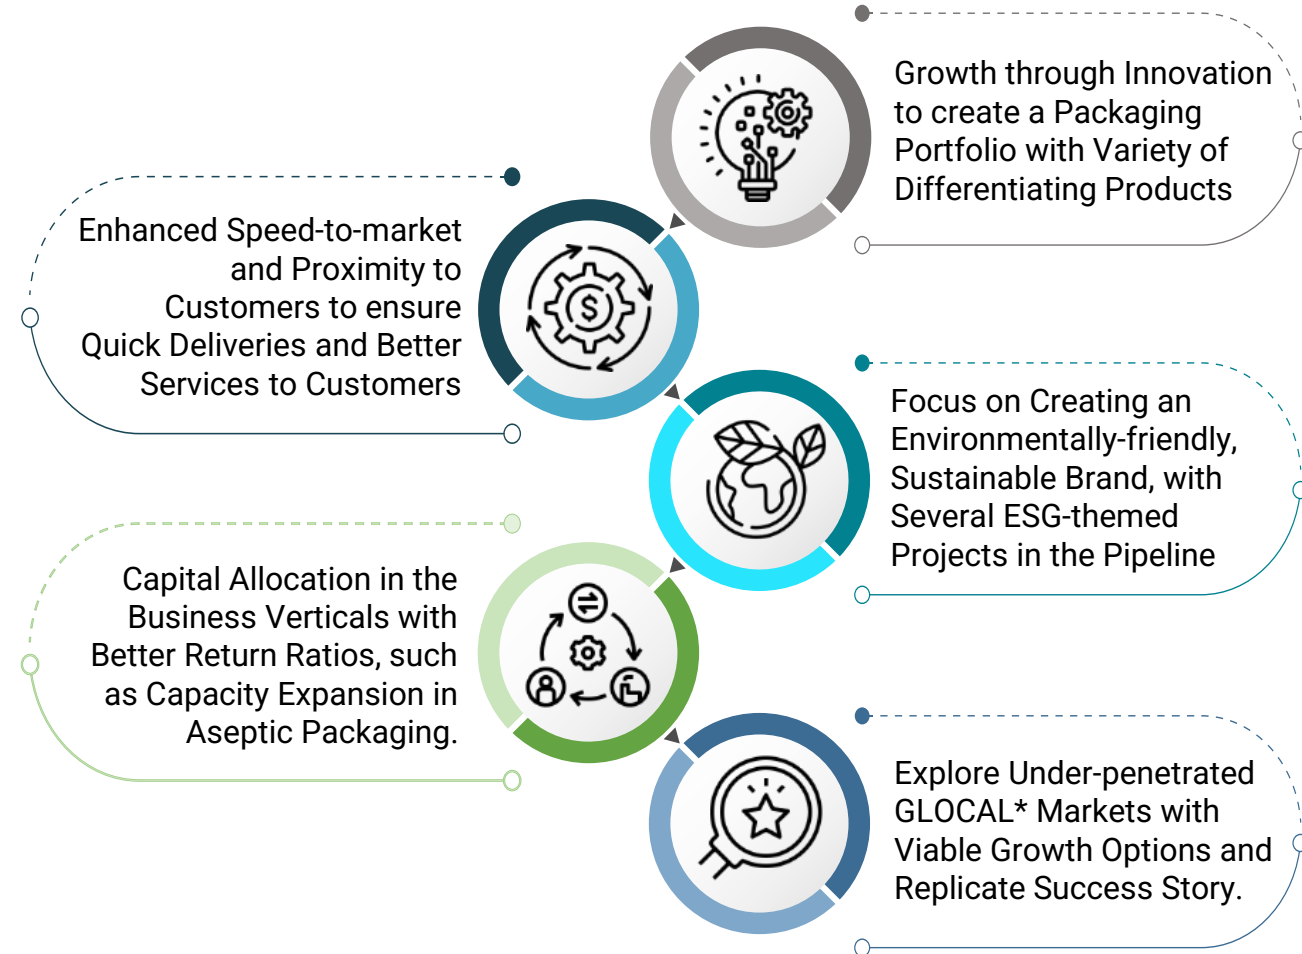 Growth through Innovation
to create a Packaging
Portfolio with Variety of
Differentiating Products
Enhanced Speed-to-market
and Proximity to
Customers to ensure
Quick Deliveries and Better
Services to Customers
$
Focus on Creating an
Environmentally-friendly,
Sustainable Brand, with
Several ESG-themed
Projects in the Pipeline
Capital Allocation in the
Business Verticals with
Better Return Ratios, such
as Capacity Expansion in
Aseptic Packaging.
Explore Under-penetrated
GLOCAL* Markets with
Viable Growth Options and
Replicate Success Story.